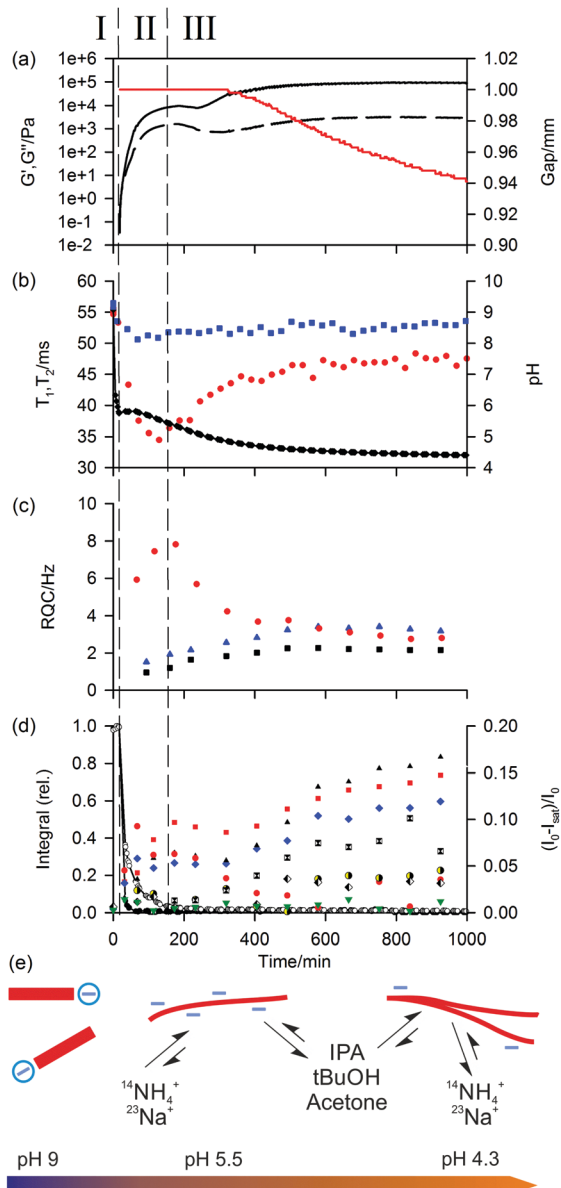 I II III
(a)
1e+6
1e+5
1e+4
1e+3
1e+2
1e+1
1e+0
1e-1
1e-2
G',G''/Pa
1.02
1.00
0.98
0.96
0.94
0.92
0.90
Gap/mm
(b)
60
55
50
45
40
35
30
T₁,T₂/ms
10
9
8
7
6
5
4
pH
(c)
10
8
6
4
2
0
RQC/Hz
(d)
1.0
0.8
0.6
0.4
0.2
0.0
Integral (rel.)
0.20
0.15
0.10
0.05
0.00
(I₀-Iₛₐₜ)/I₀
0 200 400 600 800 1000
Time/min
(e)
IPA
tBuOH
Acetone
¹⁴NH₄⁺
²³Na⁺
¹⁴NH₄⁺
²³Na⁺
pH 9 pH 5.5 pH 4.3